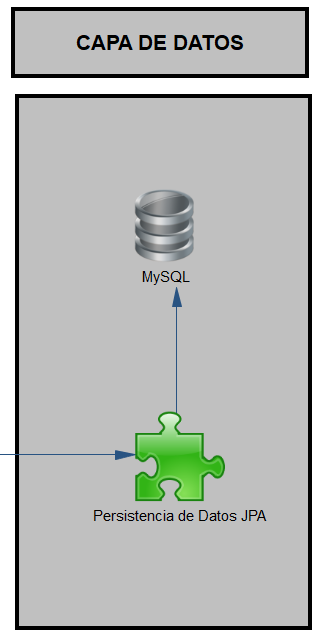 CAPA DE DATOS
MySQL
Persistencia de Datos JPA